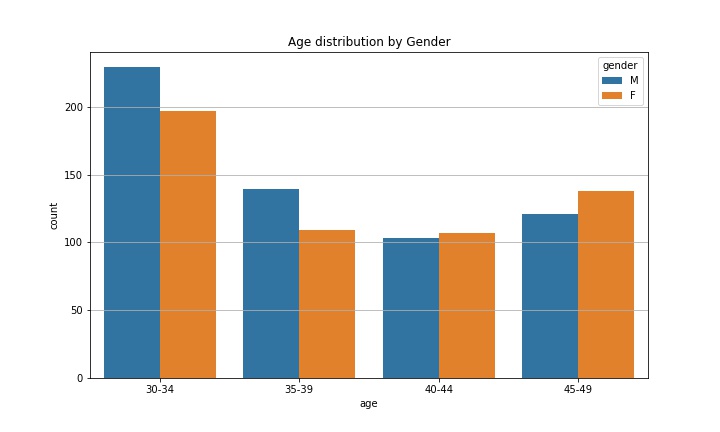 Age distribution by Gender
gender
M
F
200
150
100
50
0
count
30-34 35-39 40-44 45-49
age